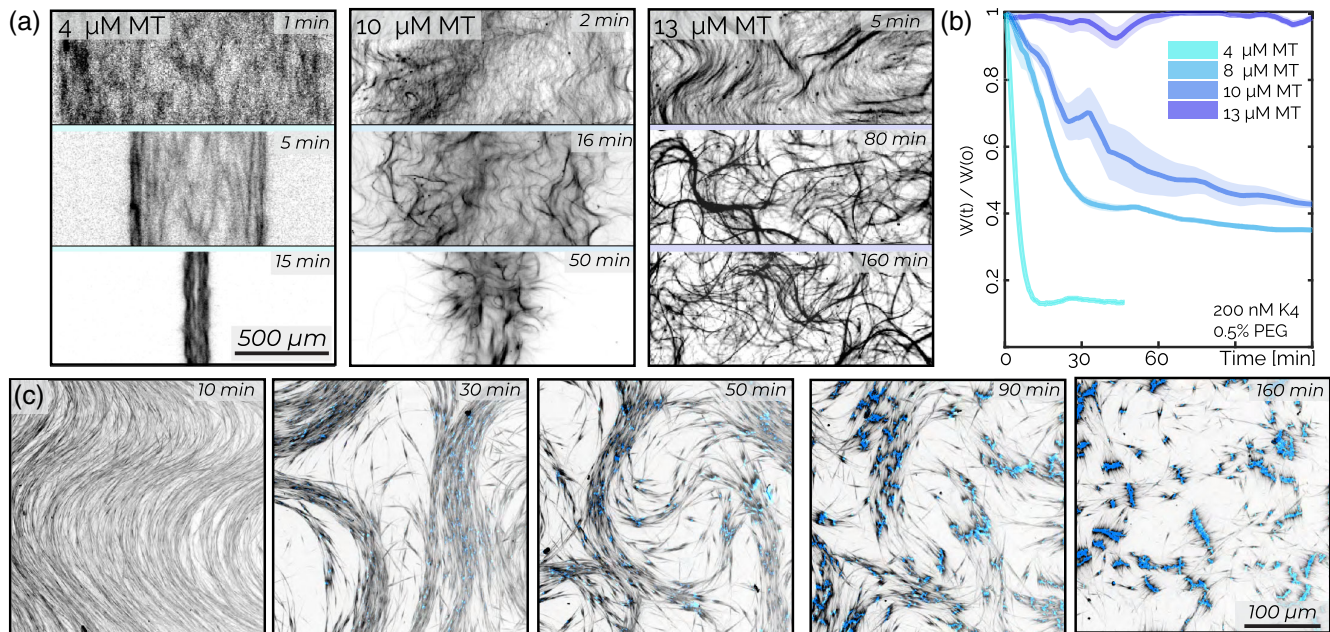 (a)
4 µM MT
1 min
5 min
15 min
500 µm
10 µM MT
2 min
16 min
50 min
13 µM MT
5 min
80 min
160 min
(b)
1
0.8
0.6
0.4
0.2
W(t) / W(0)
4 µM MT
8 µM MT
10 µM MT
13 µM MT
200 nM K4
0.5% PEG
0
30
60
Time [min]
(c)
10 min
30 min
50 min
90 min
160 min
100 µm